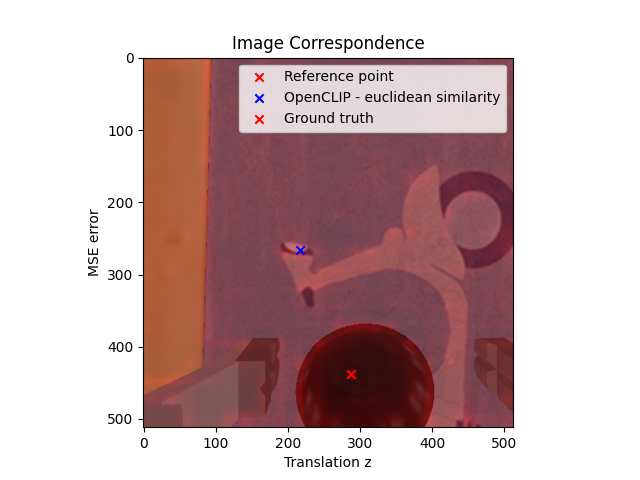 Image Correspondence
Reference point
OpenCLIP - euclidean similarity
Ground truth
MSE error
0
100
200
300
400
500
0 100 200 300 400 500
Translation z